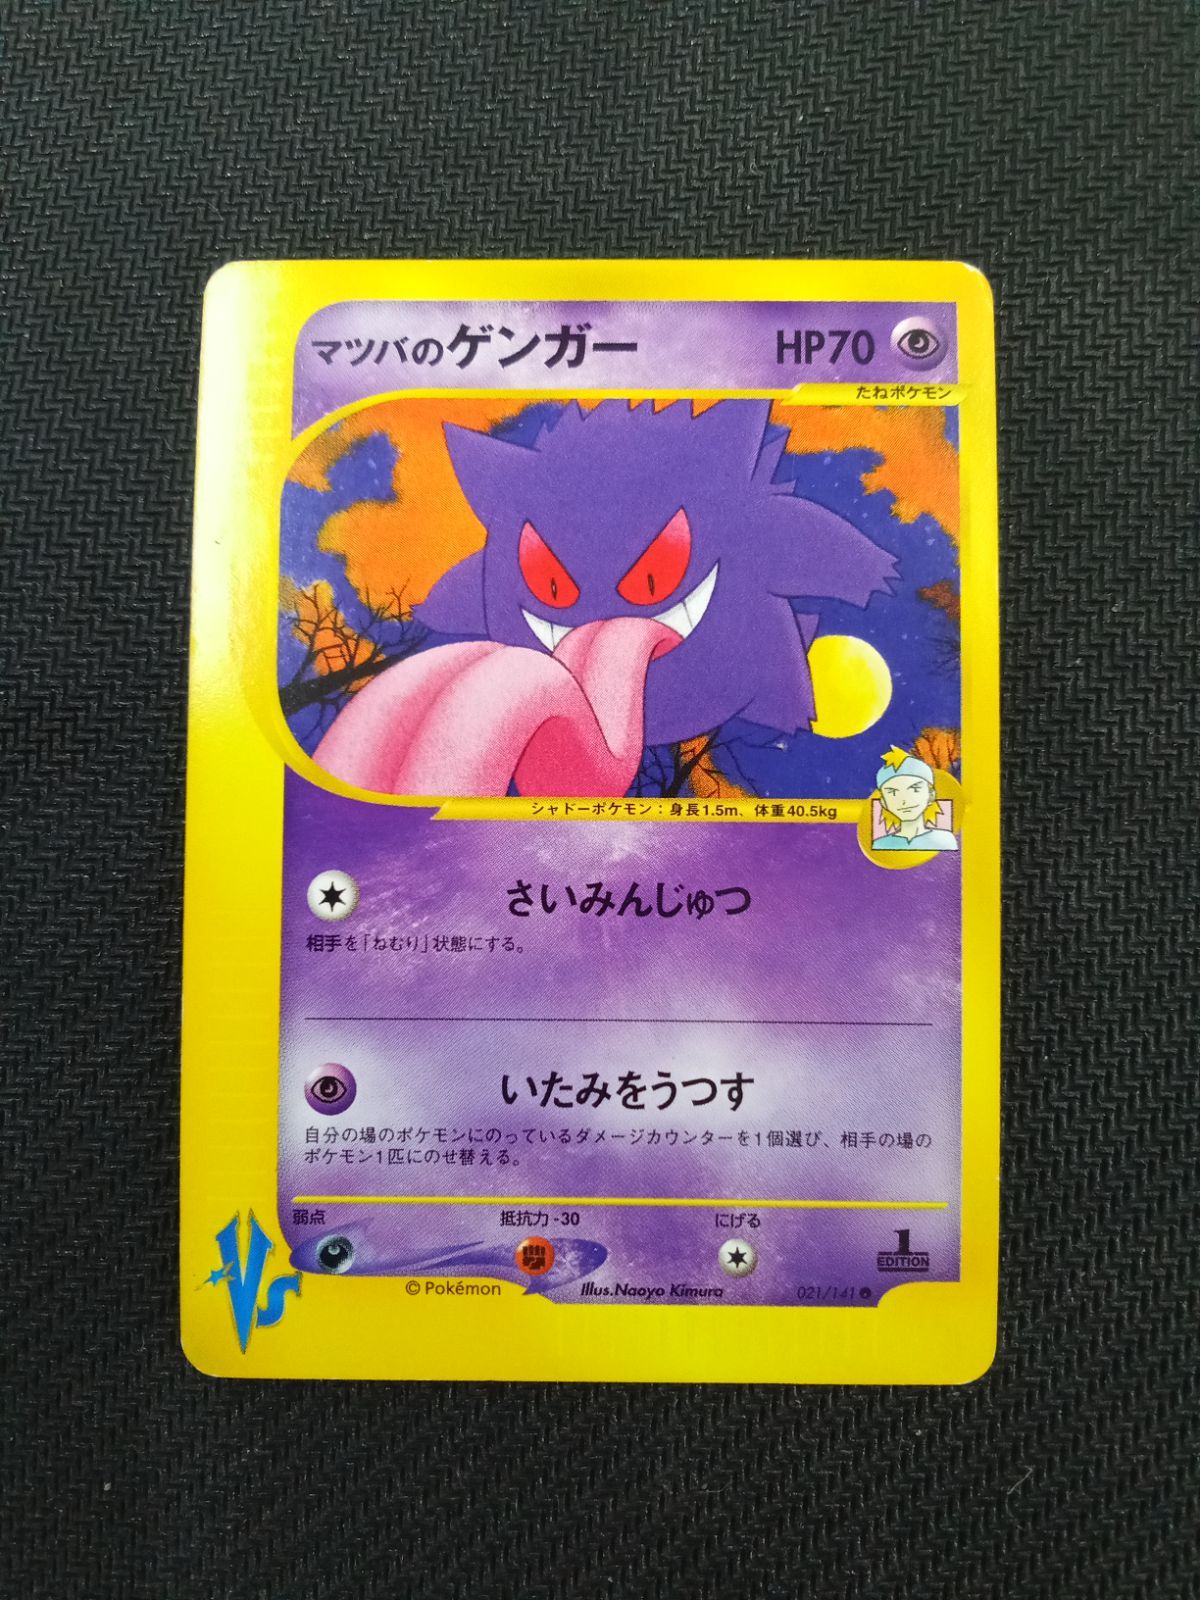 マツバのゲンガー HP70
たねポケモン
シャドーポケモン：身長1.5m、体重40.5kg
さいみんじゅつ
相手を「ねむり」状態にする。
いたみをうつす
自分の場のポケモンにのっているダメージカウンターを1個選び、相手の場の
ポケモン1匹にのせ替える。
弱点 抵抗力 -30 にげる
1
EDITION
VS
© Pokémon Illus.Naoyo Kimura 021/141